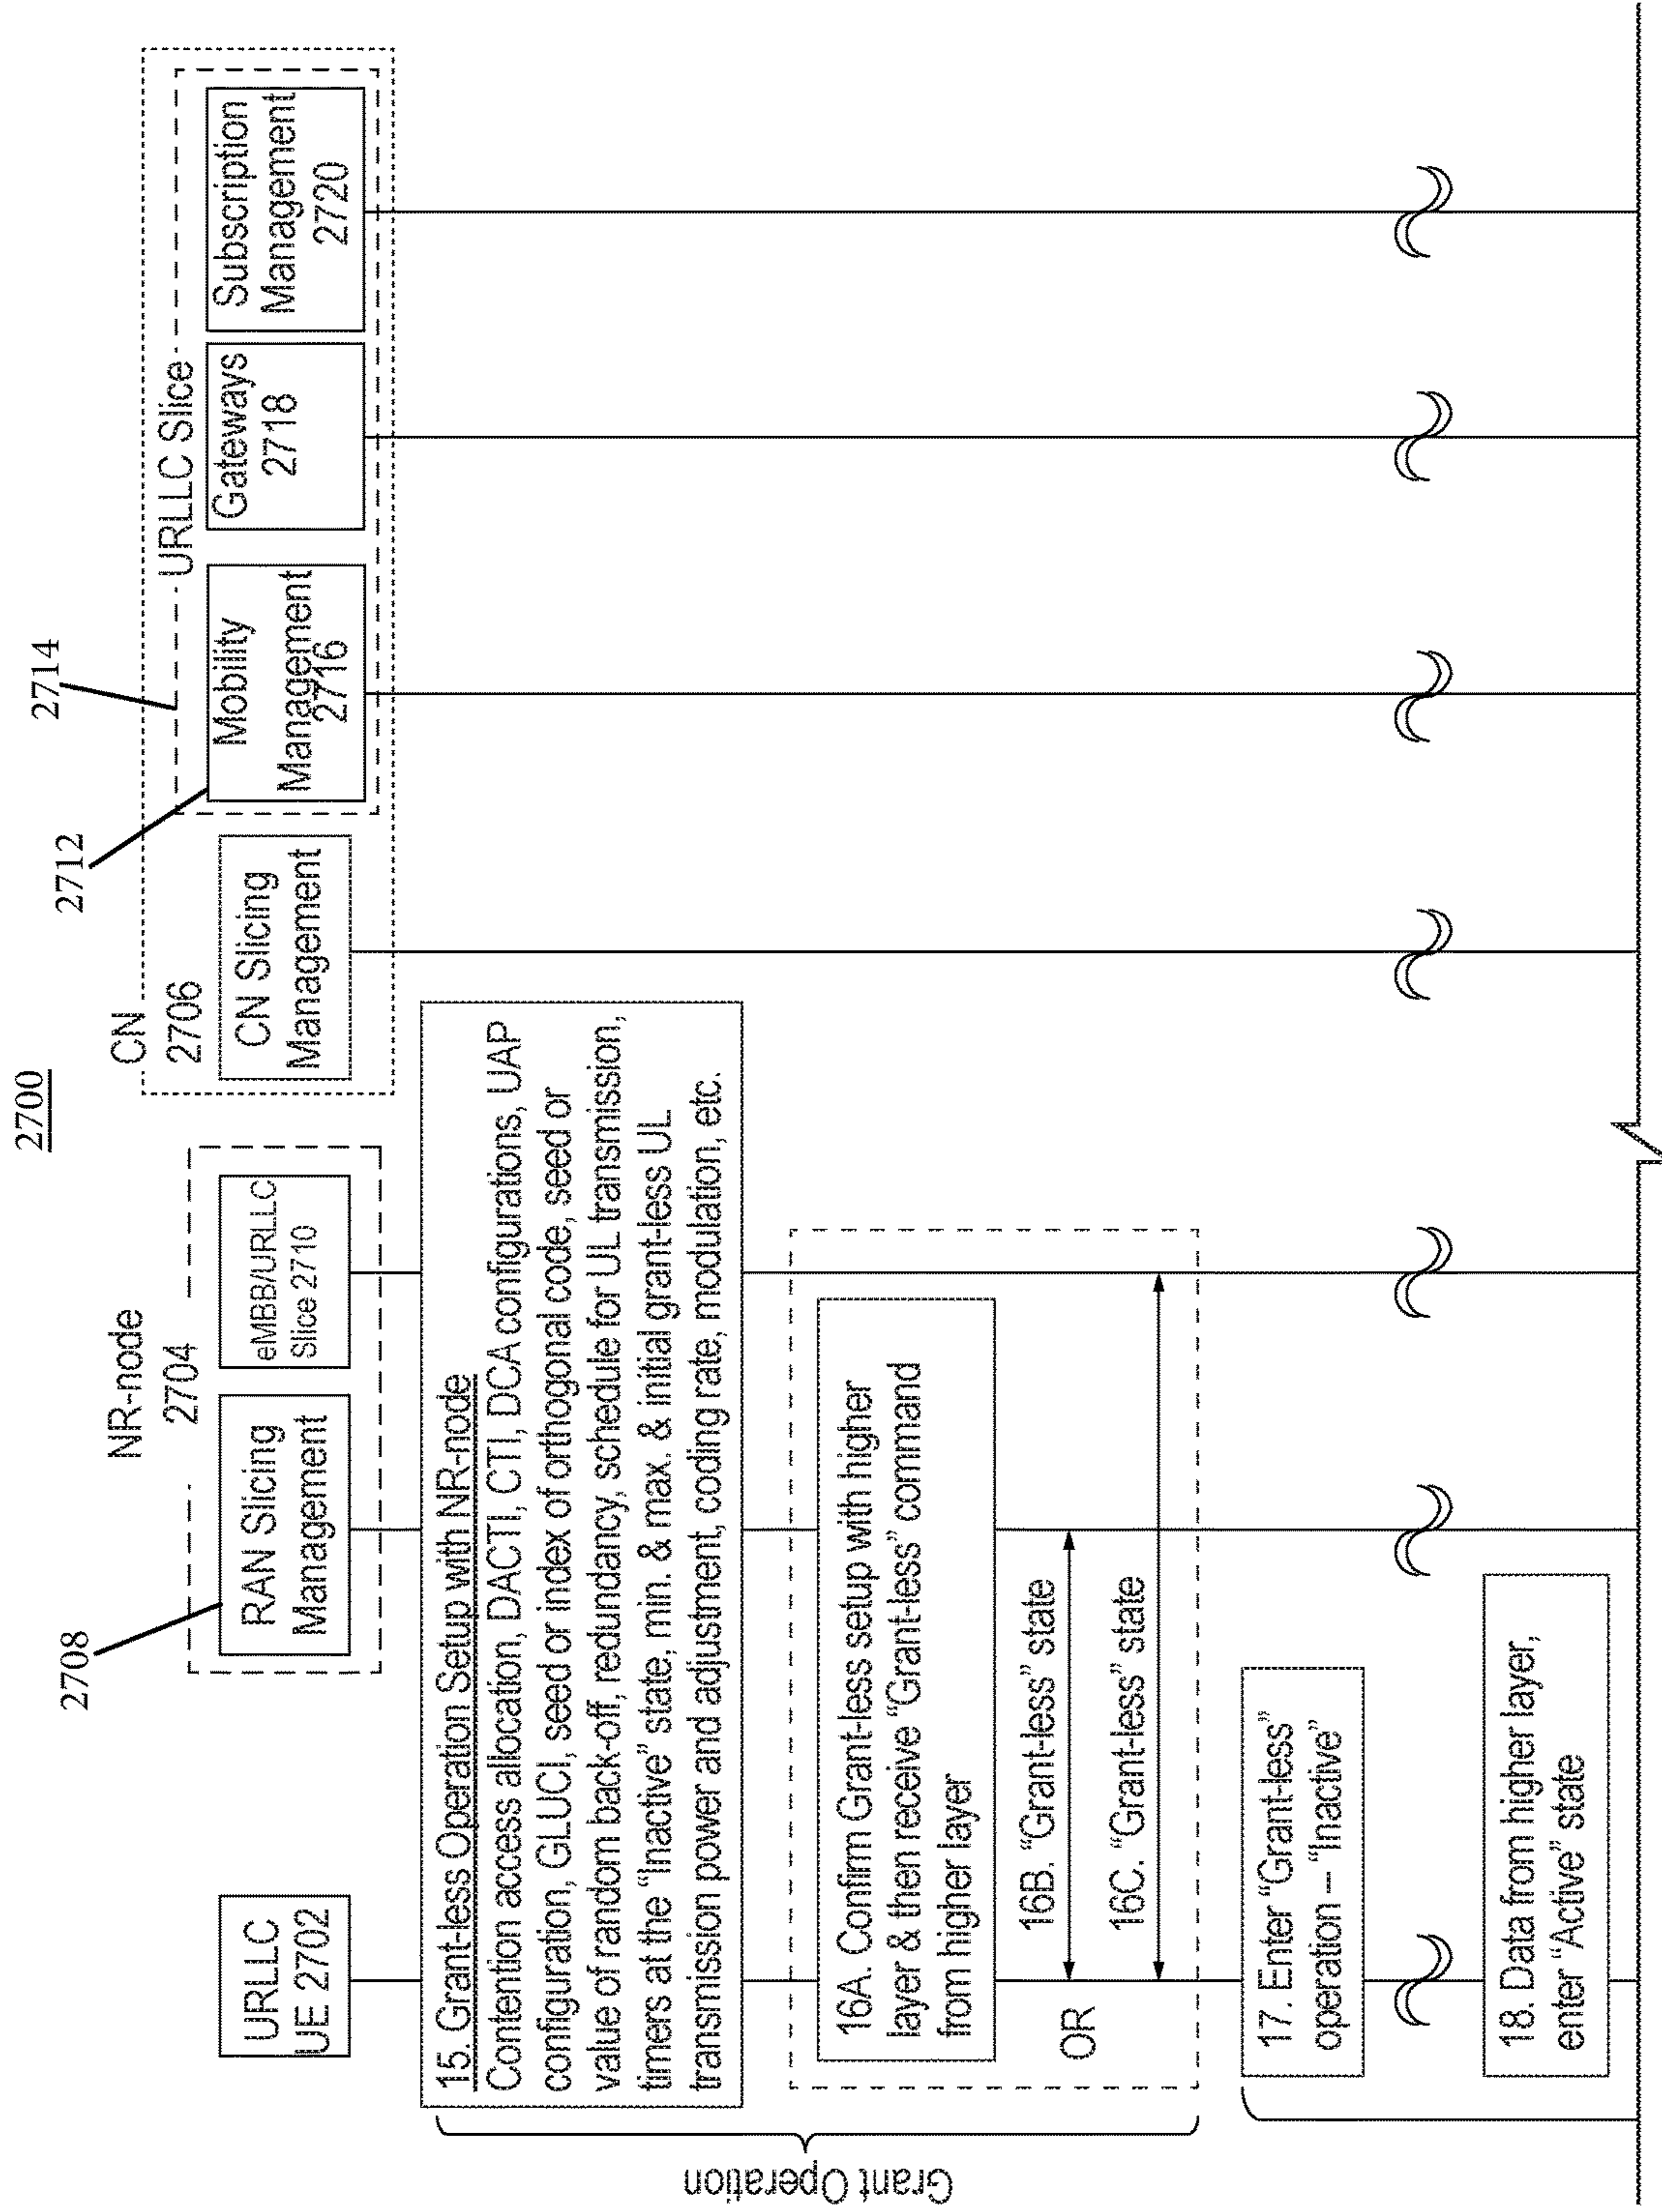 2700
2708
NR-node
2704
CN
2706
2712
2714
URLLC
UE 2702
RAN Slicing
Management
eMBB/URLLC
Slice 2710
CN Slicing
Management
URLLC Slice
Mobility
Management
2716
Gateways
2718
Subscription
Management
2720
15. Grant-less Operation Setup with NR-node
Contention access allocation, DACTI, CTI, DCA configurations, UAP
configuration, GLUCI, seed or index of orthogonal code, seed or
value of random back-off, redundancy, schedule for UL transmission,
timers at the “Inactive” state, min. & max. & initial grant-less UL
transmission power and adjustment, coding rate, modulation, etc.
16A. Confirm Grant-less setup with higher
layer & then receive “Grant-less” command
from higher layer
OR
16B. “Grant-less” state
16C. “Grant-less” state
17. Enter “Grant-less”
operation – “Inactive”
18. Data from higher layer,
enter “Active” state
Grant Operation